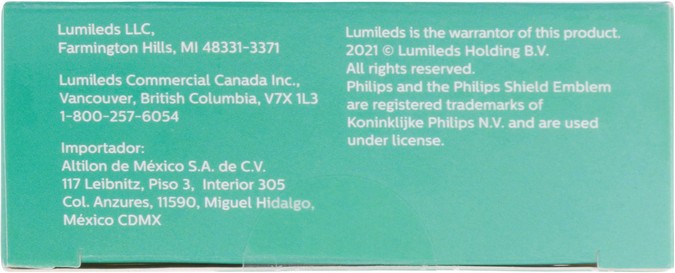 Lumileds LLC,
Farmington Hills, MI 48331-3371
Lumileds Commercial Canada Inc.,
Vancouver, British Columbia, V7X 1L3
1-800-257-6054
Importador:
Altilon de México S.A. de C.V.
117 Leibnitz, Piso 3, Interior 305
Col. Anzures, 11590, Miguel Hidalgo,
México CDMX
Lumileds is the warrantor of this product.
2021 © Lumileds Holding B.V.
All rights reserved.
Philips and the Philips Shield Emblem
are registered trademarks of
Koninklijke Philips N.V. and are used
under license.